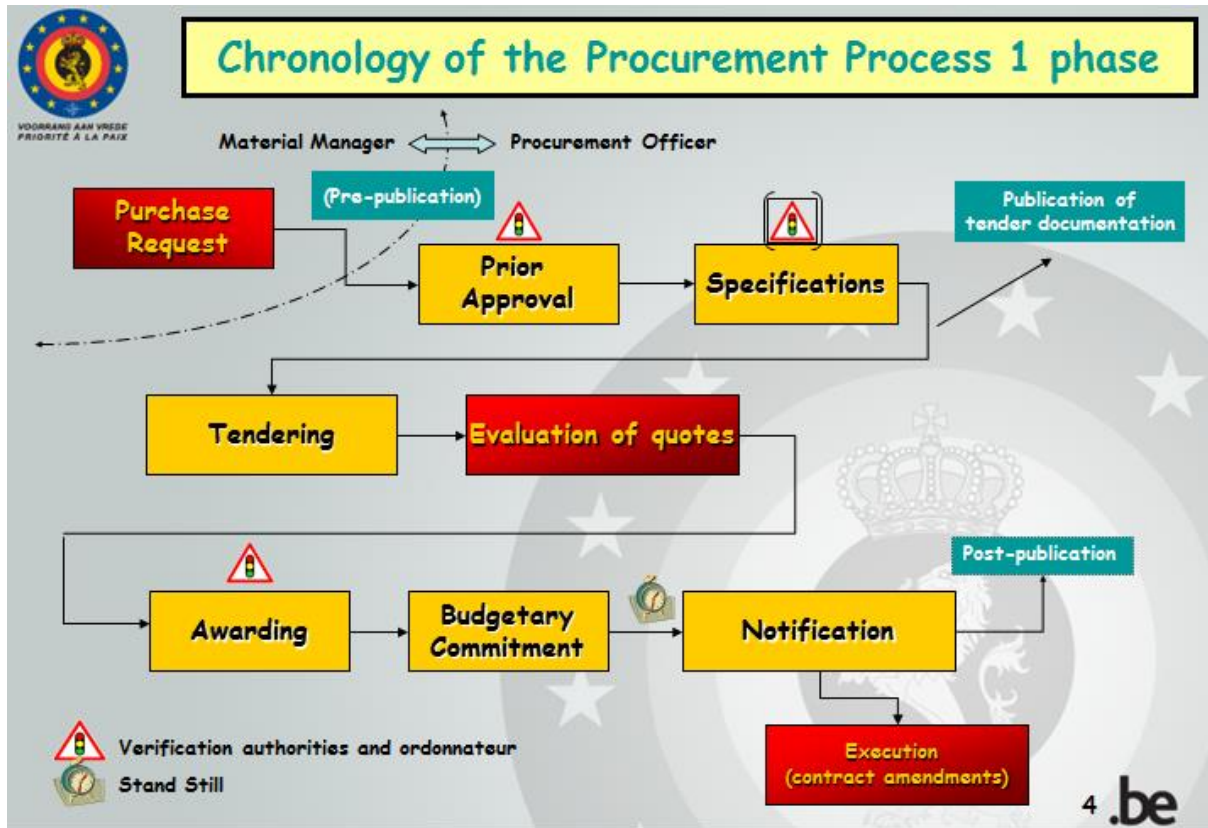 Chronology of the Procurement Process 1 phase
VOORRANG AAN VREDE
PRIORITÉ À LA PAIX
Material Manager
Procurement Officer
Purchase
Request
(Pre-publication)
Publication of
tender documentation
Prior
Approval
Specifications
Tendering
Evaluation of quotes
Post-publication
Awarding
Budgetary
Commitment
Notification
Verification authorities and ordonnateur
Stand Still
Execution
(contract amendments)
4
.be